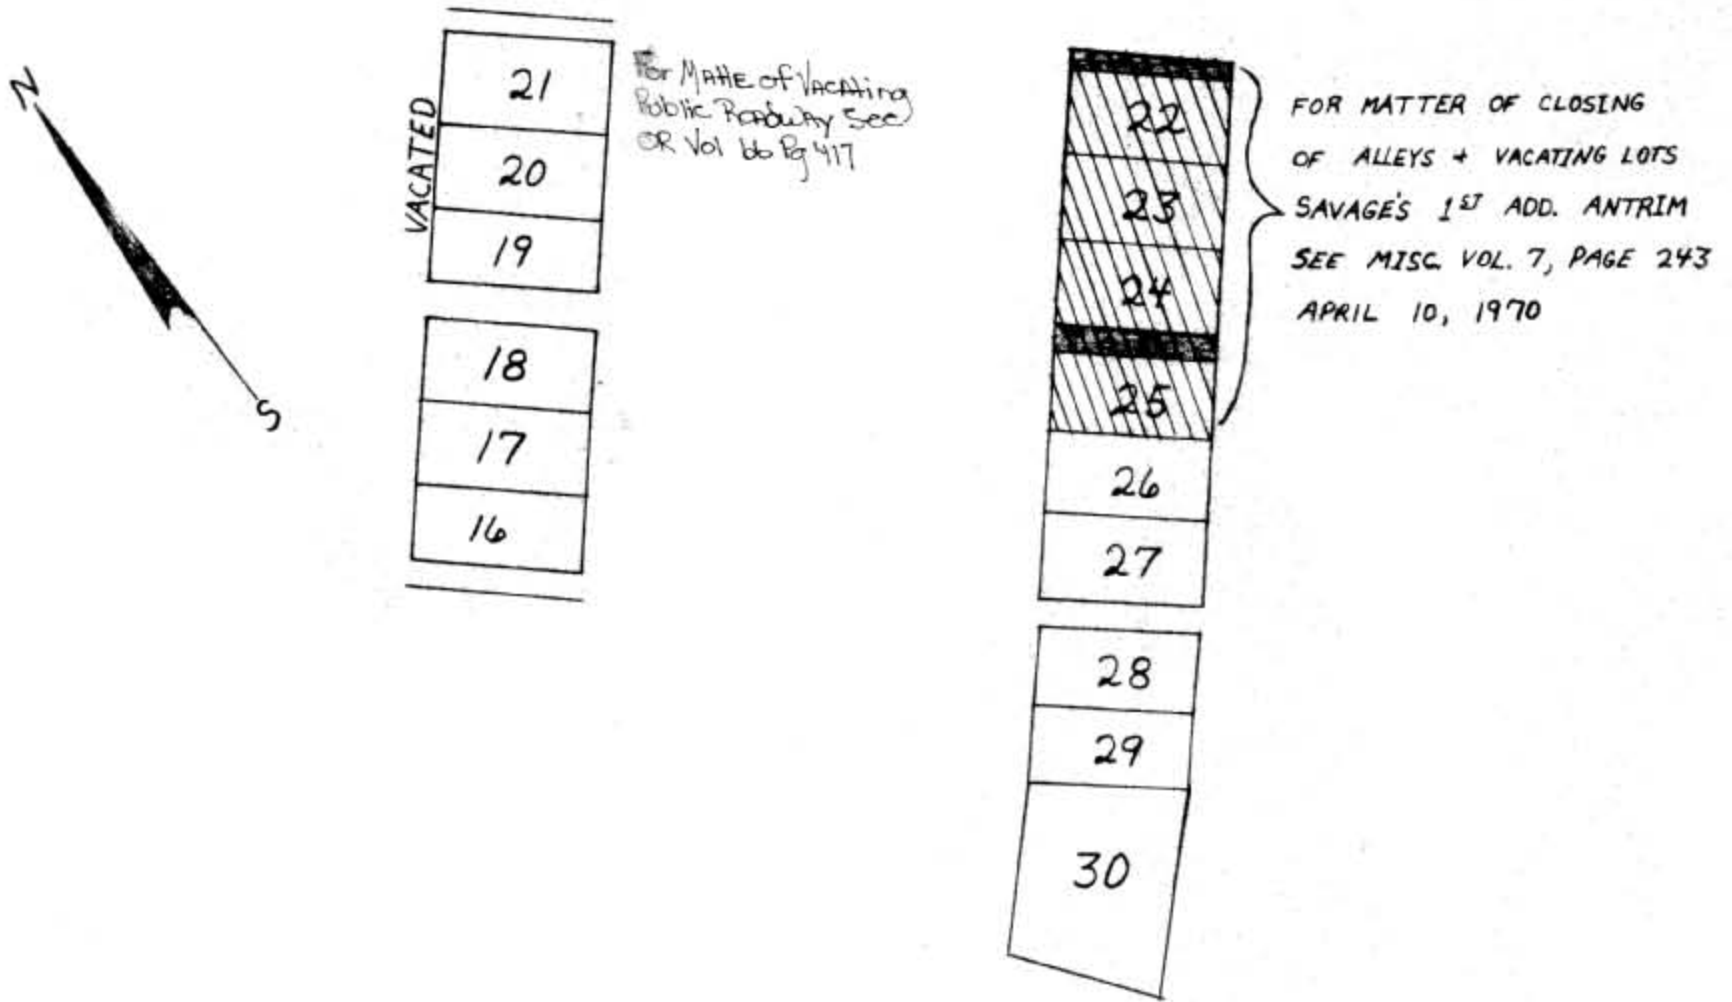 N
S
VACATED
21
20
19
18
17
16
For MAttE of VACAting
Public Roadway See
OR Vol 66 Pg 417
22
23
24
25
26
27
28
29
30
FOR MATTER OF CLOSING
OF ALLEYS + VACATING LOTS
SAVAGE'S 1ST ADD. ANTRIM
SEE MISC. VOL. 7, PAGE 243
APRIL 10, 1970